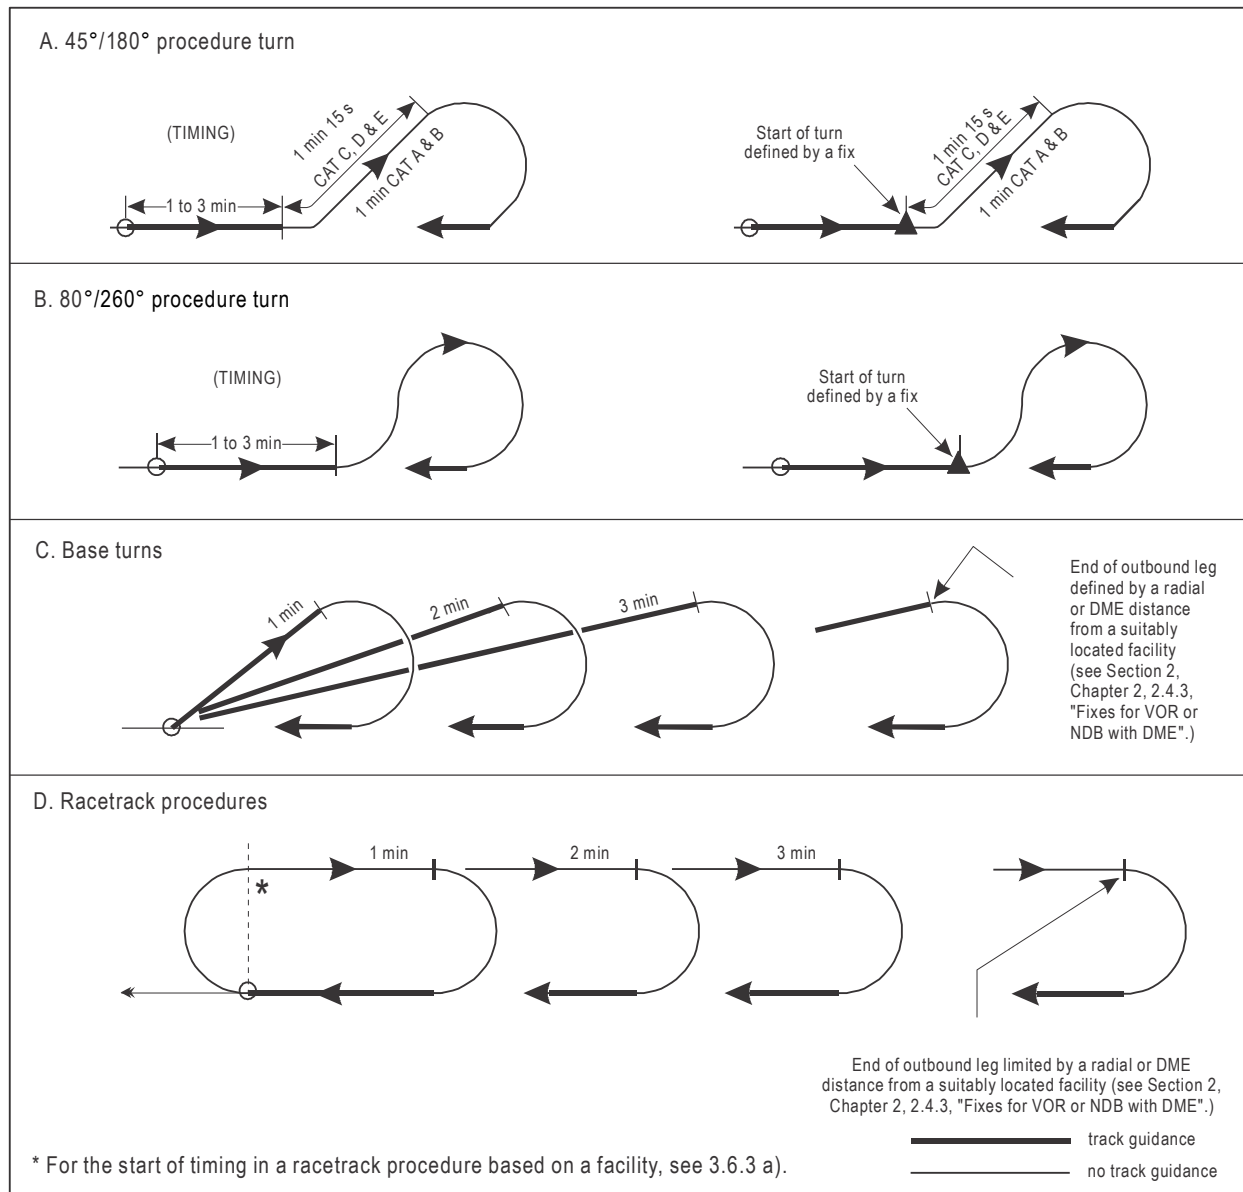 A. 45°/180° procedure turn
(TIMING)
1 to 3 min
1 min 15 s
CAT C, D & E
1 min CAT A & B
Start of turn
defined by a fix
1 min 15 s
CAT C, D & E
1 min CAT A & B
B. 80°/260° procedure turn
(TIMING)
1 to 3 min
Start of turn
defined by a fix
C. Base turns
1 min
2 min
3 min
End of outbound leg
defined by a radial
or DME distance
from a suitably
located facility
(see Section 2,
Chapter 2, 2.4.3,
"Fixes for VOR or
NDB with DME".)
D. Racetrack procedures
1 min
2 min
3 min
*
End of outbound leg limited by a radial or DME
distance from a suitably located facility (see Section 2,
Chapter 2, 2.4.3, "Fixes for VOR or NDB with DME".)
track guidance
no track guidance
* For the start of timing in a racetrack procedure based on a facility, see 3.6.3 a).